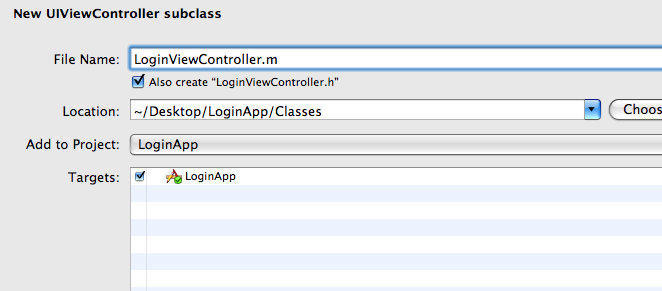 New UIViewController subclass
File Name: LoginViewController.m
Also create "LoginViewController.h"
Location: ~/Desktop/LoginApp/Classes Choos
Add to Project: LoginApp
Targets: LoginApp